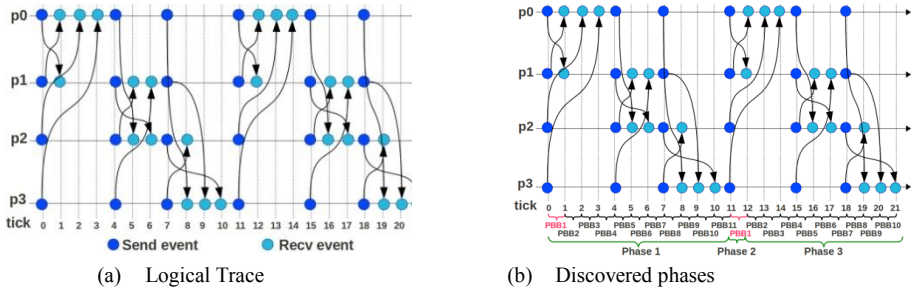 p0
p1
p2
p3
tick
0 1 2 3 4 5 6 7 8 9 10 11 12 13 14 15 16 17 18 19 20
Send event Recv event
(a) Logical Trace
p0
p1
p2
p3
tick
0 1 2 3 4 5 6 7 8 9 10 11 12 13 14 15 16 17 18 19 20 21
PBB1 PBB3 PBB5 PBB7 PBB9 PBB11 PBB2 PBB4 PBB6 PBB8 PBB10
PBB2 PBB4 PBB6 PBB8 PBB10 PBB1 PBB3 PBB5 PBB7 PBB9
Phase 1 Phase 2 Phase 3
(b) Discovered phases